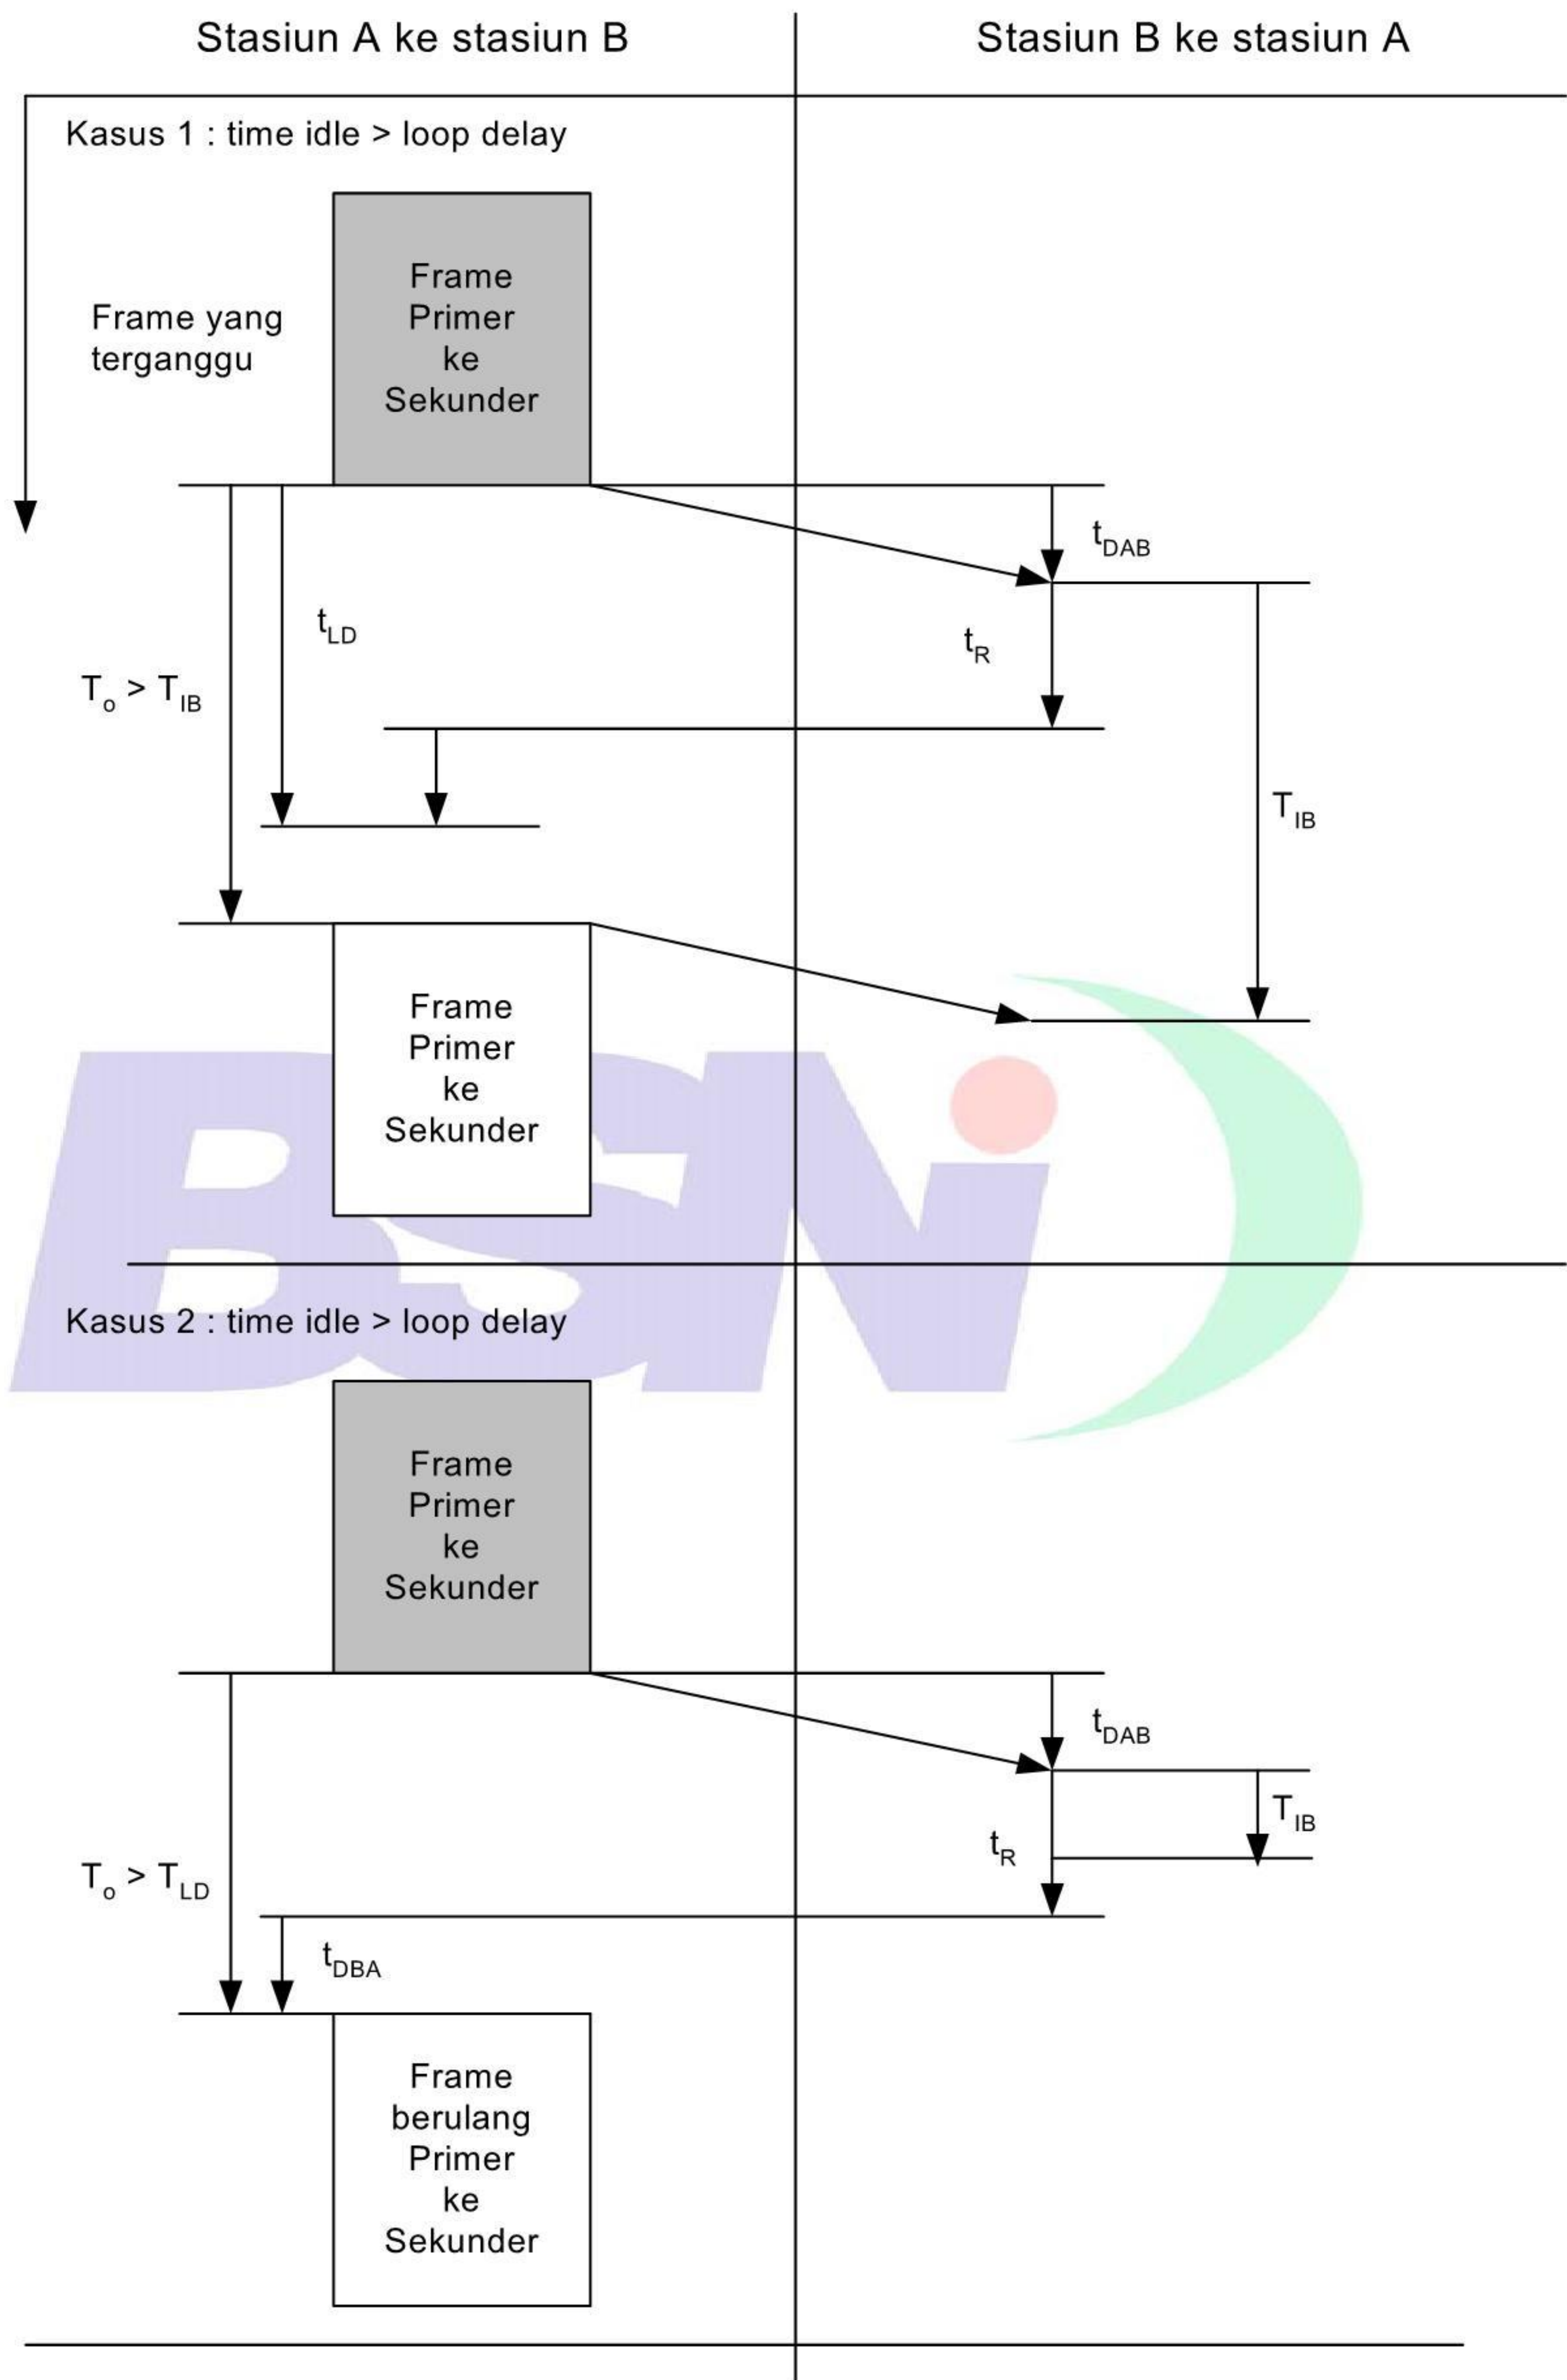 Stasiun A ke stasiun B
Stasiun B ke stasiun A
Kasus 1 : time idle > loop delay
Frame
Primer
ke
Sekunder
Frame yang
terganggu
tDAB
tLD
tR
To > TIB
TIB
Frame
Primer
ke
Sekunder
BSNi
Kasus 2 : time idle > loop delay
Frame
Primer
ke
Sekunder
tDAB
TIB
tR
To > TLD
tDBA
Frame
berulang
Primer
ke
Sekunder